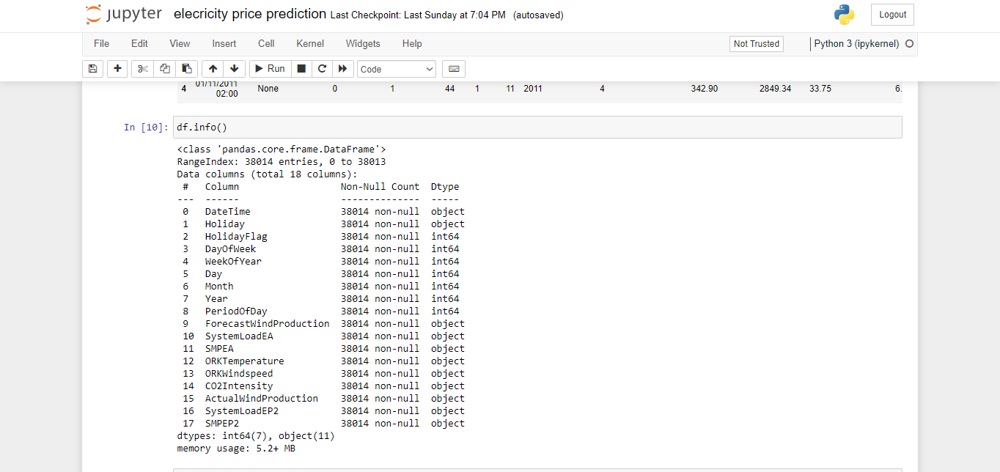 jupyter elecricity price prediction Last Checkpoint: Last Sunday at 7:04 PM (autosaved) Logout
File Edit View Insert Cell Kernel Widgets Help Not Trusted Python 3 (ipykernel)
Run Code
4 01/11/2011 02:00 None 0 1 44 1 11 2011 4 342.90 2849.34 33.75 6.
In [10]: df.info()
<class 'pandas.core.frame.DataFrame'>
RangeIndex: 38014 entries, 0 to 38013
Data columns (total 18 columns):
# Column Non-Null Count Dtype
--- ------ -------------- -----
0 DateTime 38014 non-null object
1 Holiday 38014 non-null object
2 HolidayFlag 38014 non-null int64
3 DayOfWeek 38014 non-null int64
4 WeekOfYear 38014 non-null int64
5 Day 38014 non-null int64
6 Month 38014 non-null int64
7 Year 38014 non-null int64
8 PeriodOfDay 38014 non-null int64
9 ForecastWindProduction 38014 non-null object
10 SystemLoadEA 38014 non-null object
11 SMPEA 38014 non-null object
12 ORKTemperature 38014 non-null object
13 ORKWindspeed 38014 non-null object
14 CO2Intensity 38014 non-null object
15 ActualWindProduction 38014 non-null object
16 SystemLoadEP2 38014 non-null object
17 SMPEP2 38014 non-null object
dtypes: int64(7), object(11)
memory usage: 5.2+ MB